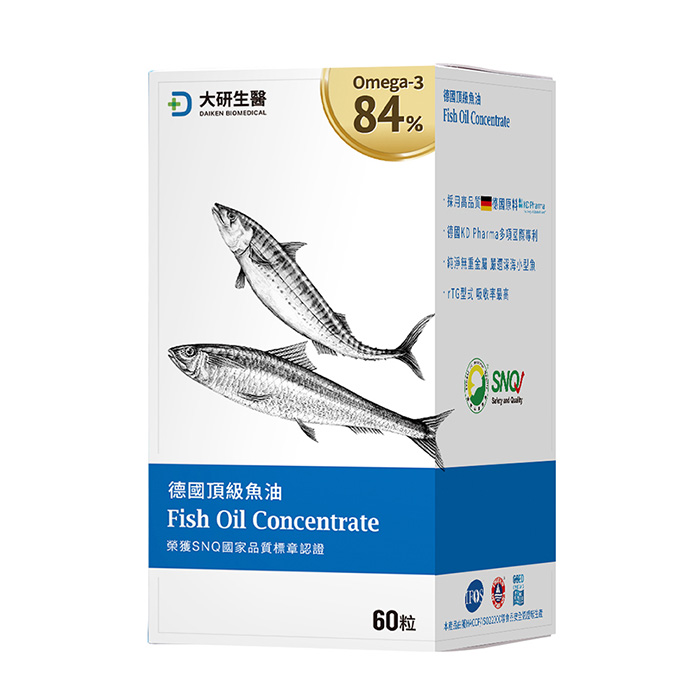 大研生醫
DAIKEN BIOMEDICAL
Omega-3
84%
德國頂級魚油
Fish Oil Concentrate
榮獲SNQ國家品質標章認證
60粒
德國頂級魚油
Fish Oil Concentrate
·採用高品質 德國原料 KD Pharma
·德國KD Pharma多項國際專利
·純淨無重金屬 嚴選深海小型魚
·rTG型式 吸收率最高
SNQ
Safety and Quality
IFOS